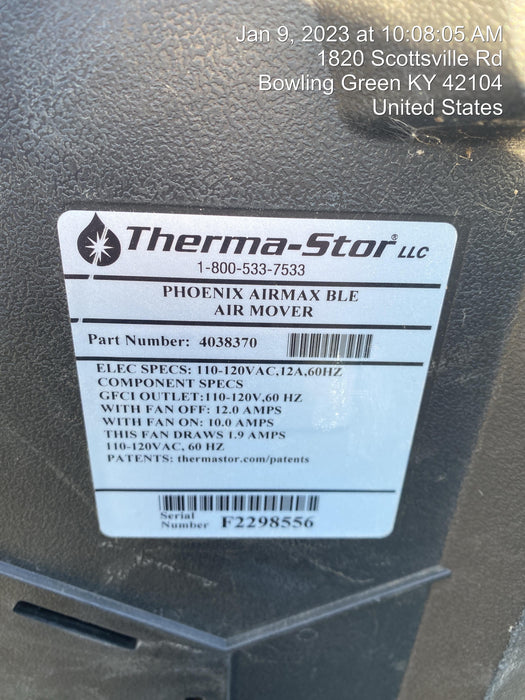 Jan 9, 2023 at 10:08:05 AM
1820 Scottsville Rd
Bowling Green KY 42104
United States
Therma-Stor® LLC
1-800-533-7533
PHOENIX AIRMAX BLE
AIR MOVER
Part Number: 4038370
ELEC SPECS: 110-120VAC,12A,60HZ
COMPONENT SPECS
GFCI OUTLET:110-120V,60 HZ
WITH FAN OFF: 12.0 AMPS
WITH FAN ON: 10.0 AMPS
THIS FAN DRAWS 1.9 AMPS
110-120VAC, 60 HZ
PATENTS: thermastor.com/patents
Serial
Number F2298556